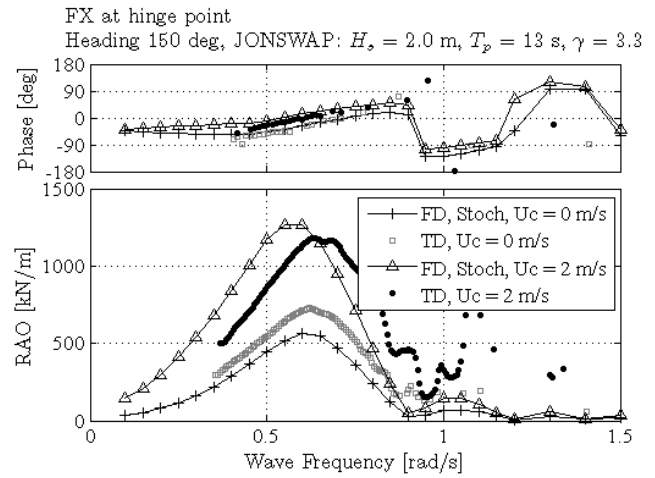 FX at hinge point
Heading 150 deg, JONSWAP: H_s = 2.0 m, T_p = 13 s, γ = 3.3
Phase [deg]
180
90
0
-90
-180
RAO [kN/m]
1500
1000
500
0
FD, Stoch, Uc = 0 m/s
TD, Uc = 0 m/s
FD, Stoch, Uc = 2 m/s
TD, Uc = 2 m/s
0
0.5
1
1.5
Wave Frequency [rad/s]